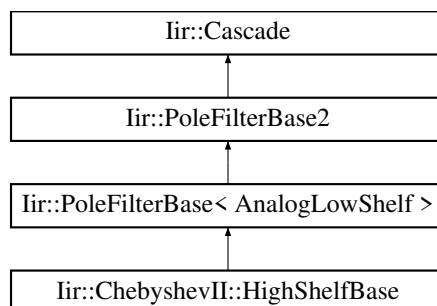 Iir::Cascade
Iir::PoleFilterBase2
Iir::PoleFilterBase< AnalogLowShelf >
Iir::ChebyshevII::HighShelfBase